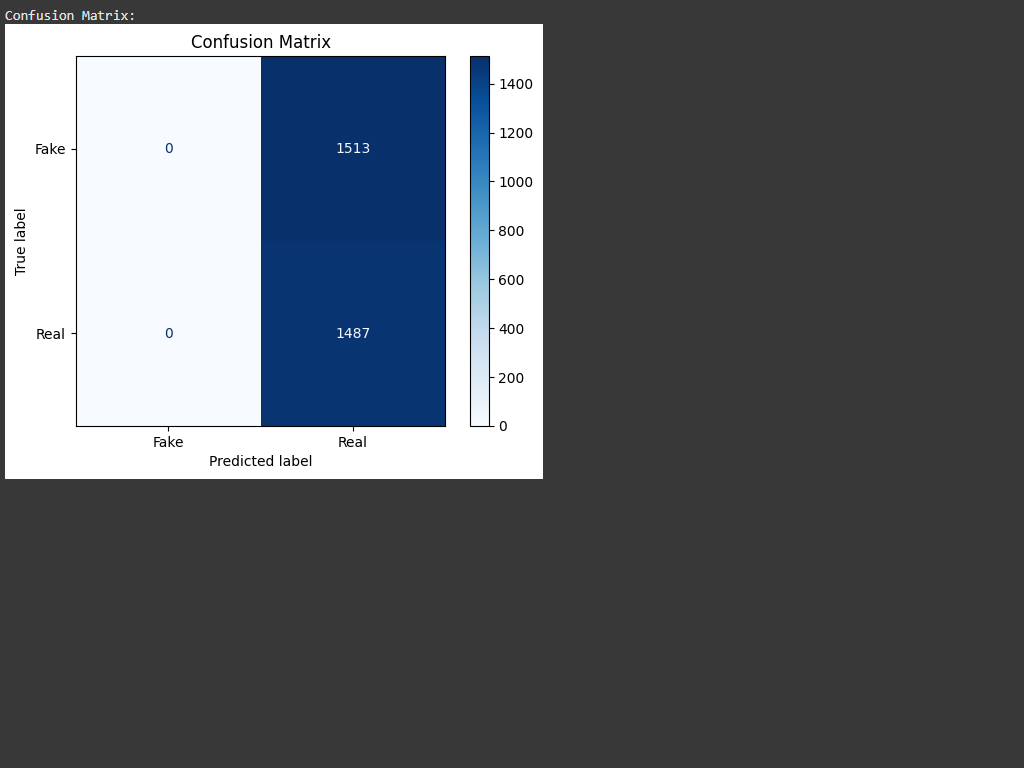 Confusion Matrix:
Confusion Matrix
1400
1200
1000
800
600
400
200
0
Fake
0
1513
True label
Real
0
1487
Fake
Real
Predicted label